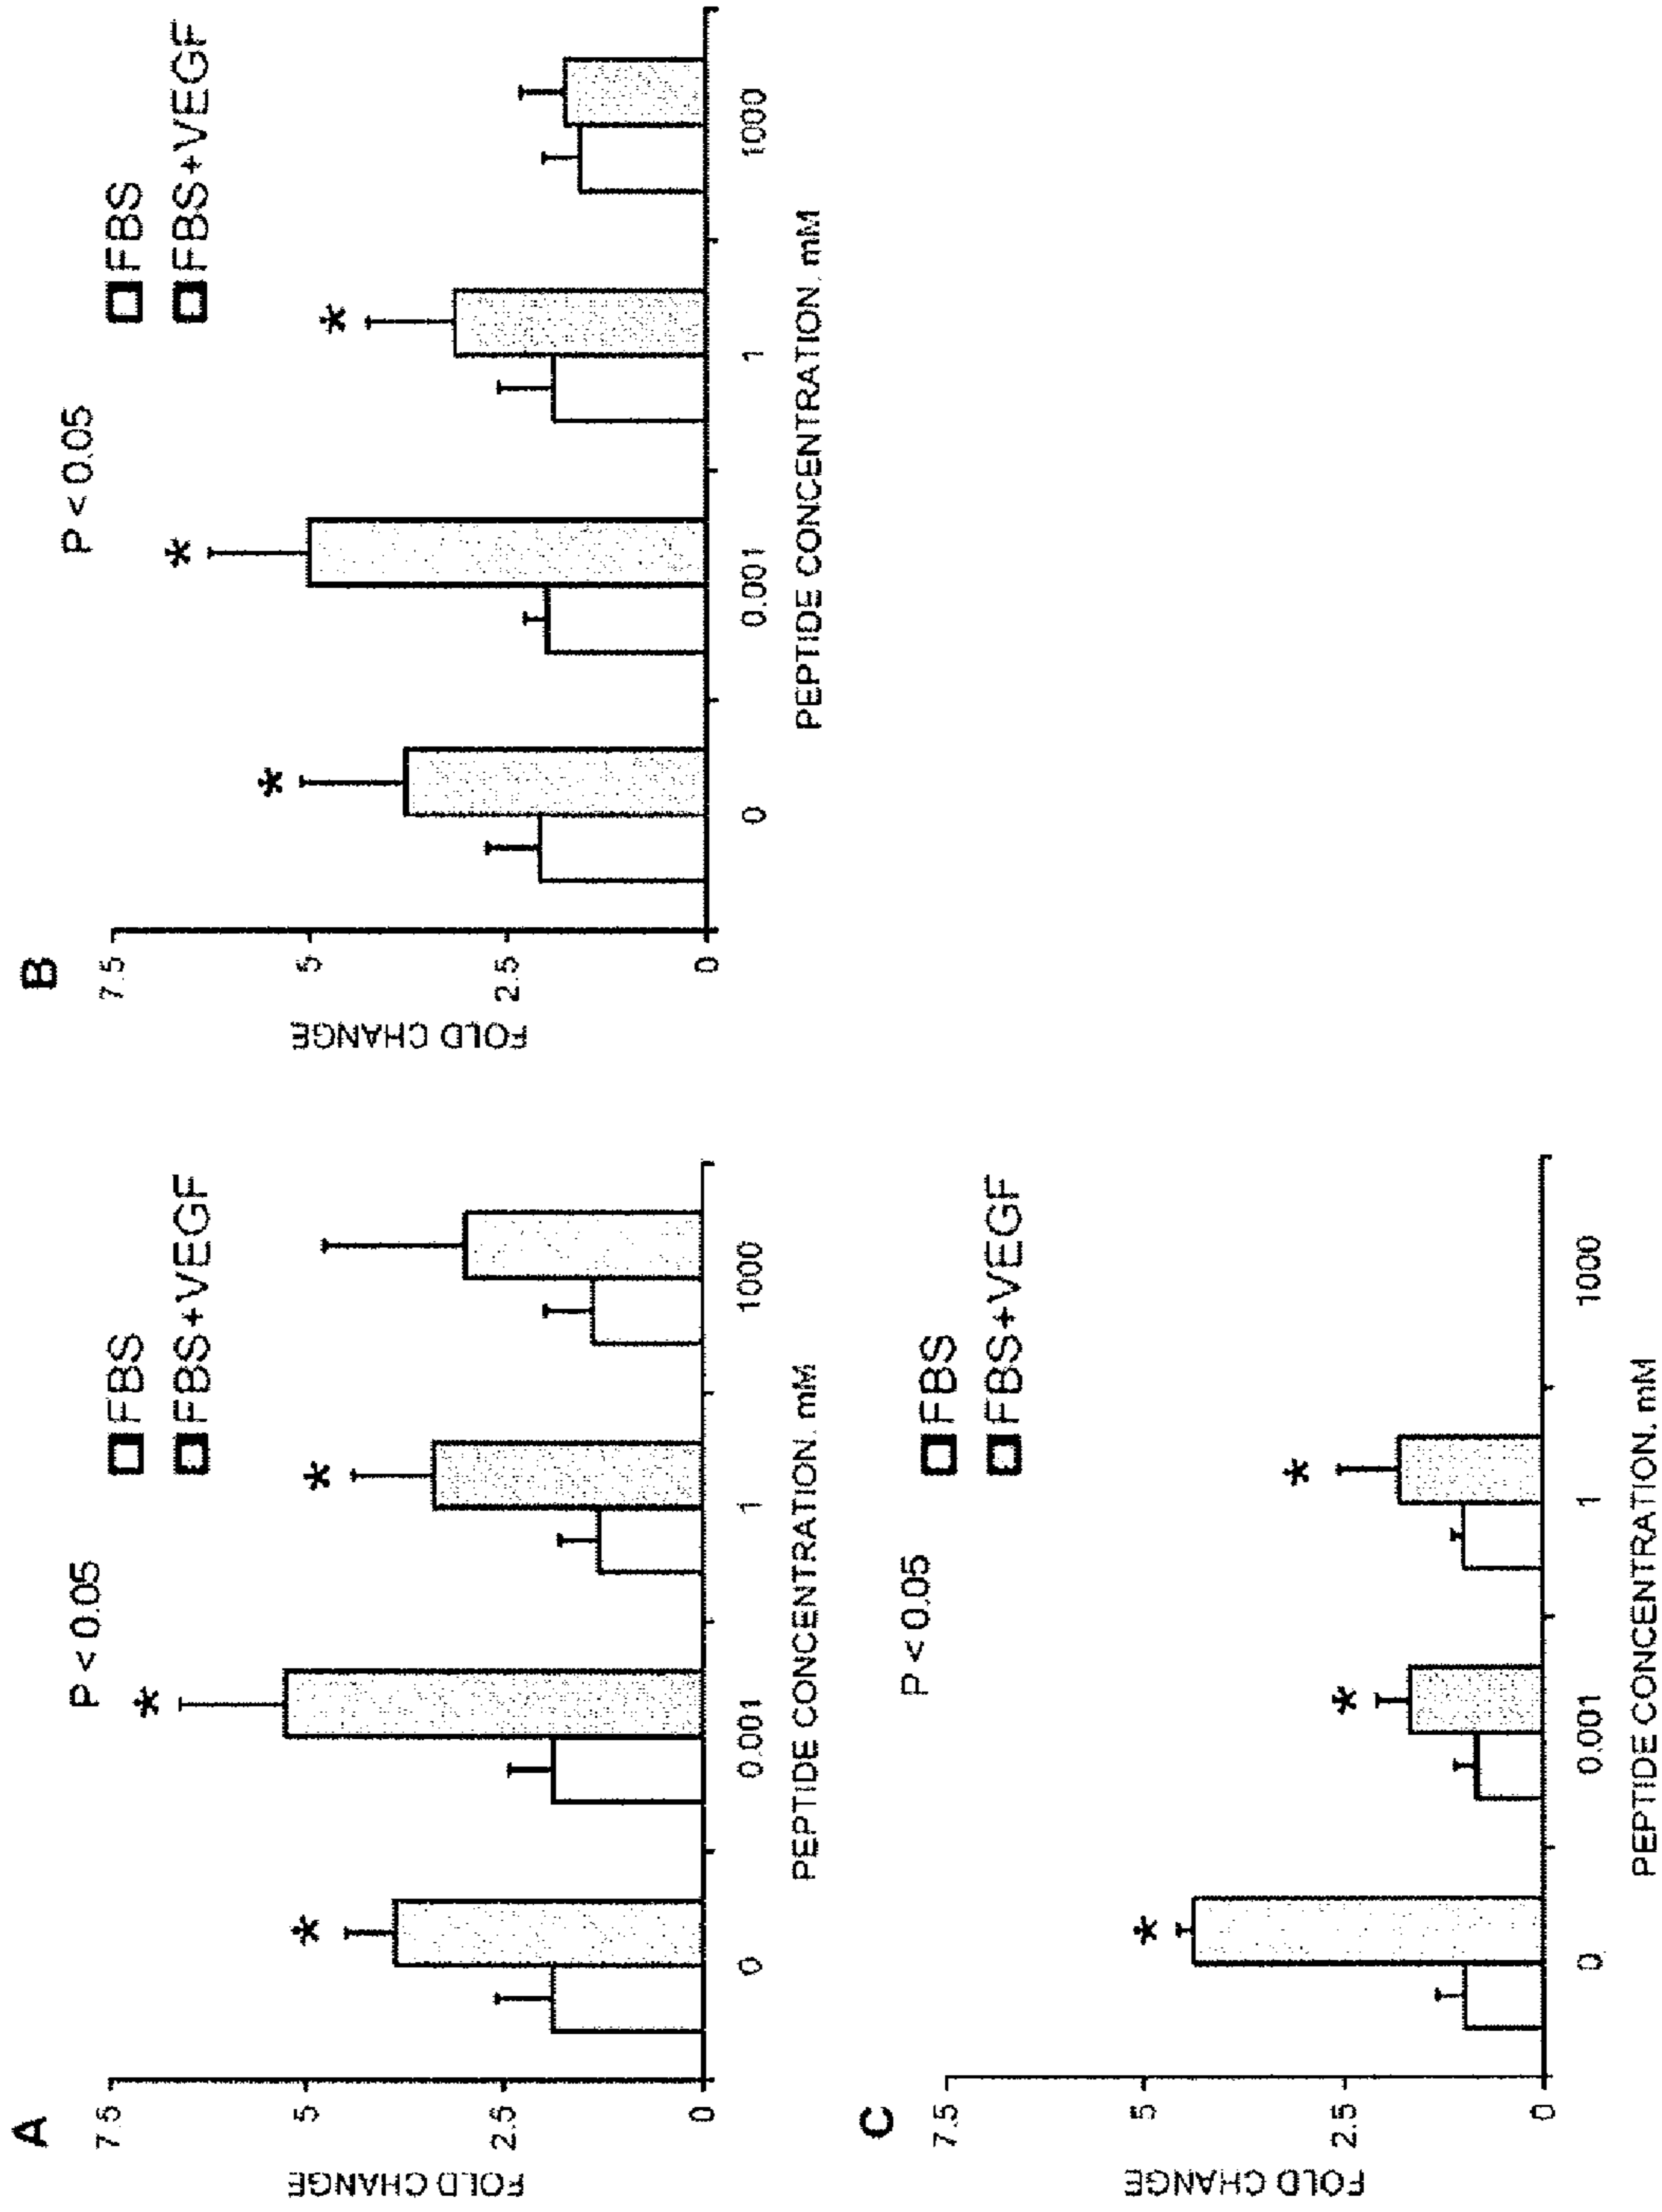 A
P < 0.05
FBS
FBS+VEGF
FOLD CHANGE
7.5
5
2.5
0
*
*
*
0 0.001 1 1000
PEPTIDE CONCENTRATION, mM
B
P < 0.05
FBS
FBS+VEGF
FOLD CHANGE
7.5
5
2.5
0
*
*
*
0 0.001 1 1000
PEPTIDE CONCENTRATION, mM
C
P < 0.05
FBS
FBS+VEGF
FOLD CHANGE
7.5
5
2.5
0
*
*
*
0 0.001 1 1000
PEPTIDE CONCENTRATION, mM